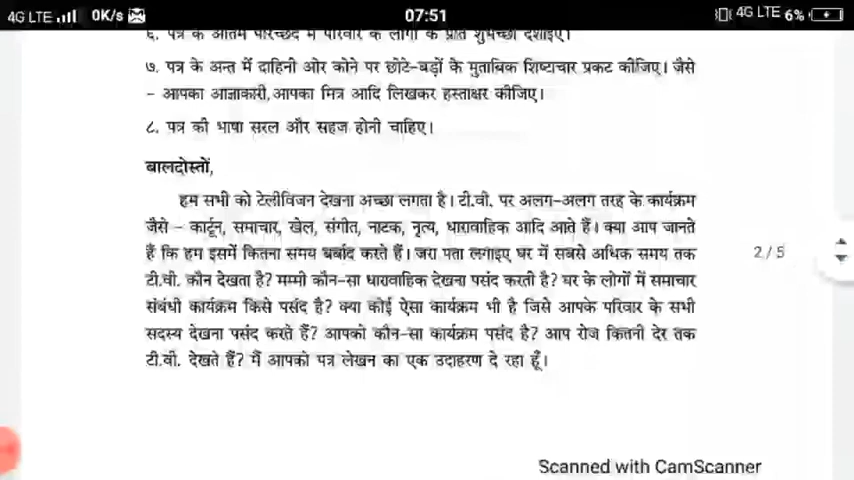 4G LTE 0K/s 07:51 4G LTE 6%
६. पत्र के अंतिम परिच्छेद में परिवार के लोगों के प्रति शुभेच्छा दर्शाइए।
७. पत्र के अन्त में दाहिनी ओर कोने पर छोटे-बड़ों के मुताबिक शिष्टाचार प्रकट कीजिए। जैसे
- आपका आज्ञाकारी, आपका मित्र आदि लिखकर हस्ताक्षर कीजिए।
८. पत्र की भाषा सरल और सहज होनी चाहिए।
बालदोस्तों,
हम सभी को टेलीविजन देखना अच्छा लगता है। टी.वी. पर अलग-अलग तरह के कार्यक्रम
जैसे - कार्टून, समाचार, खेल, संगीत, नाटक, नृत्य, धारावाहिक आदि आते हैं। क्या आप जानते
हैं कि हम इसमें कितना समय बर्बाद करते हैं। जरा पता लगाइए घर में सबसे अधिक समय तक
टी.वी. कौन देखता है? मम्मी कौन-सा धारावाहिक देखना पसंद करती है? घर के लोगों में समाचार
संबंधी कार्यक्रम किसे पसंद है? क्या कोई ऐसा कार्यक्रम भी है जिसे आपके परिवार के सभी
सदस्य देखना पसंद करते हैं? आपको कौन-सा कार्यक्रम पसंद है? आप रोज कितनी देर तक
टी.वी. देखते हैं? मैं आपको पत्र लेखन का एक उदाहरण दे रहा हूँ।
2/5
Scanned with CamScanner